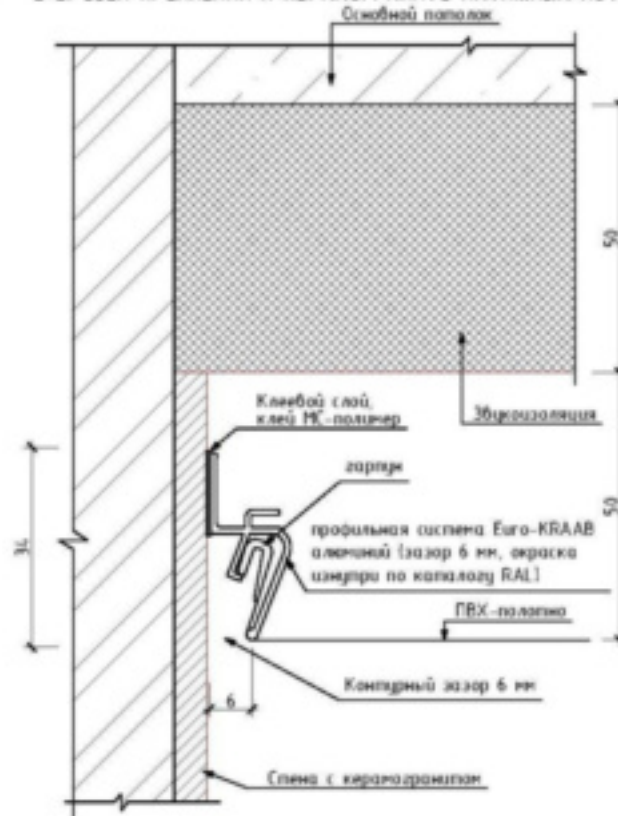 Основной потолок
50
Клеевой слой,
клей МС-полимер
Звукоизоляция
гарпун
34
50
профильная система Euro-KRAAB
алюминий (зазор 6 мм, окраска
изнутри по каталогу RAL)
ПВХ-полотно
Контурный зазор 6 мм
6
Стена с керамогранитом